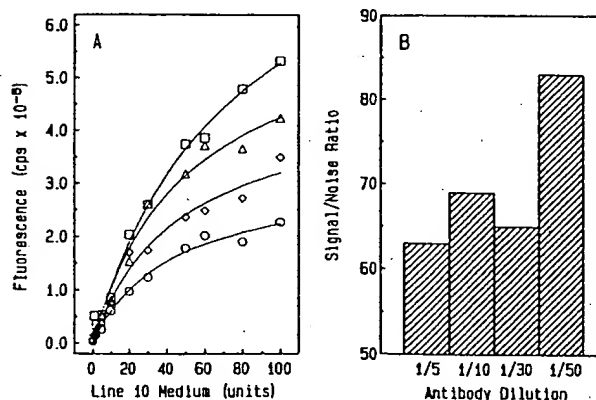 A
6.0
5.0
4.0
3.0
2.0
1.0
0.0
Fluorescence (cps x 10⁻⁵)
0 20 40 60 80 100
Line 10 Medium (units)
B
90
80
70
60
50
Signal/Noise Ratio
1/5 1/10 1/30 1/50
Antibody Dilution